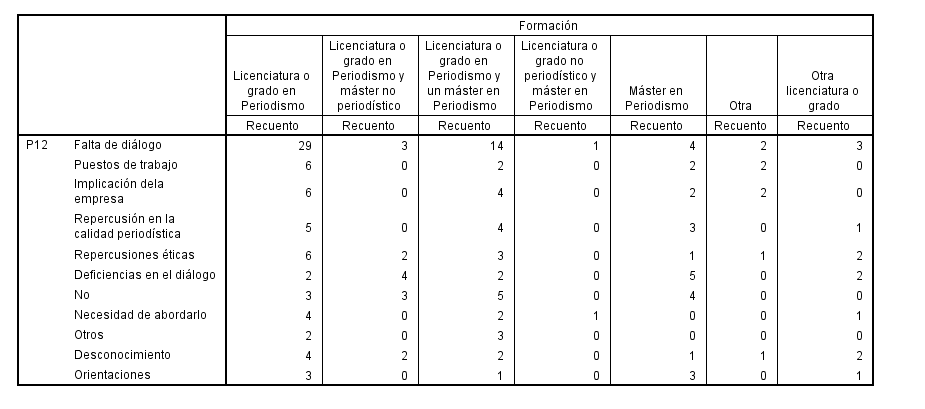 Formación
Licenciatura o grado en Periodismo | Licenciatura o grado en Periodismo y máster no periodístico | Licenciatura o grado en Periodismo y un máster en Periodismo | Licenciatura o grado no periodístico y máster en Periodismo | Máster en Periodismo | Otra | Otra licenciatura o grado
Recuento Recuento Recuento Recuento Recuento Recuento Recuento
P12 Falta de diálogo 29 3 14 1 4 2 3
Puestos de trabajo 6 0 2 0 2 2 0
Implicación dela empresa 6 0 4 0 2 2 0
Repercusión en la calidad periodística 5 0 4 0 3 0 1
Repercusiones éticas 6 2 3 0 1 1 2
Deficiencias en el diálogo 2 4 2 0 5 0 2
No 3 3 5 0 4 0 0
Necesidad de abordarlo 4 0 2 1 0 0 1
Otros 2 0 3 0 0 0 0
Desconocimiento 4 2 2 0 1 1 2
Orientaciones 3 0 1 0 3 0 1